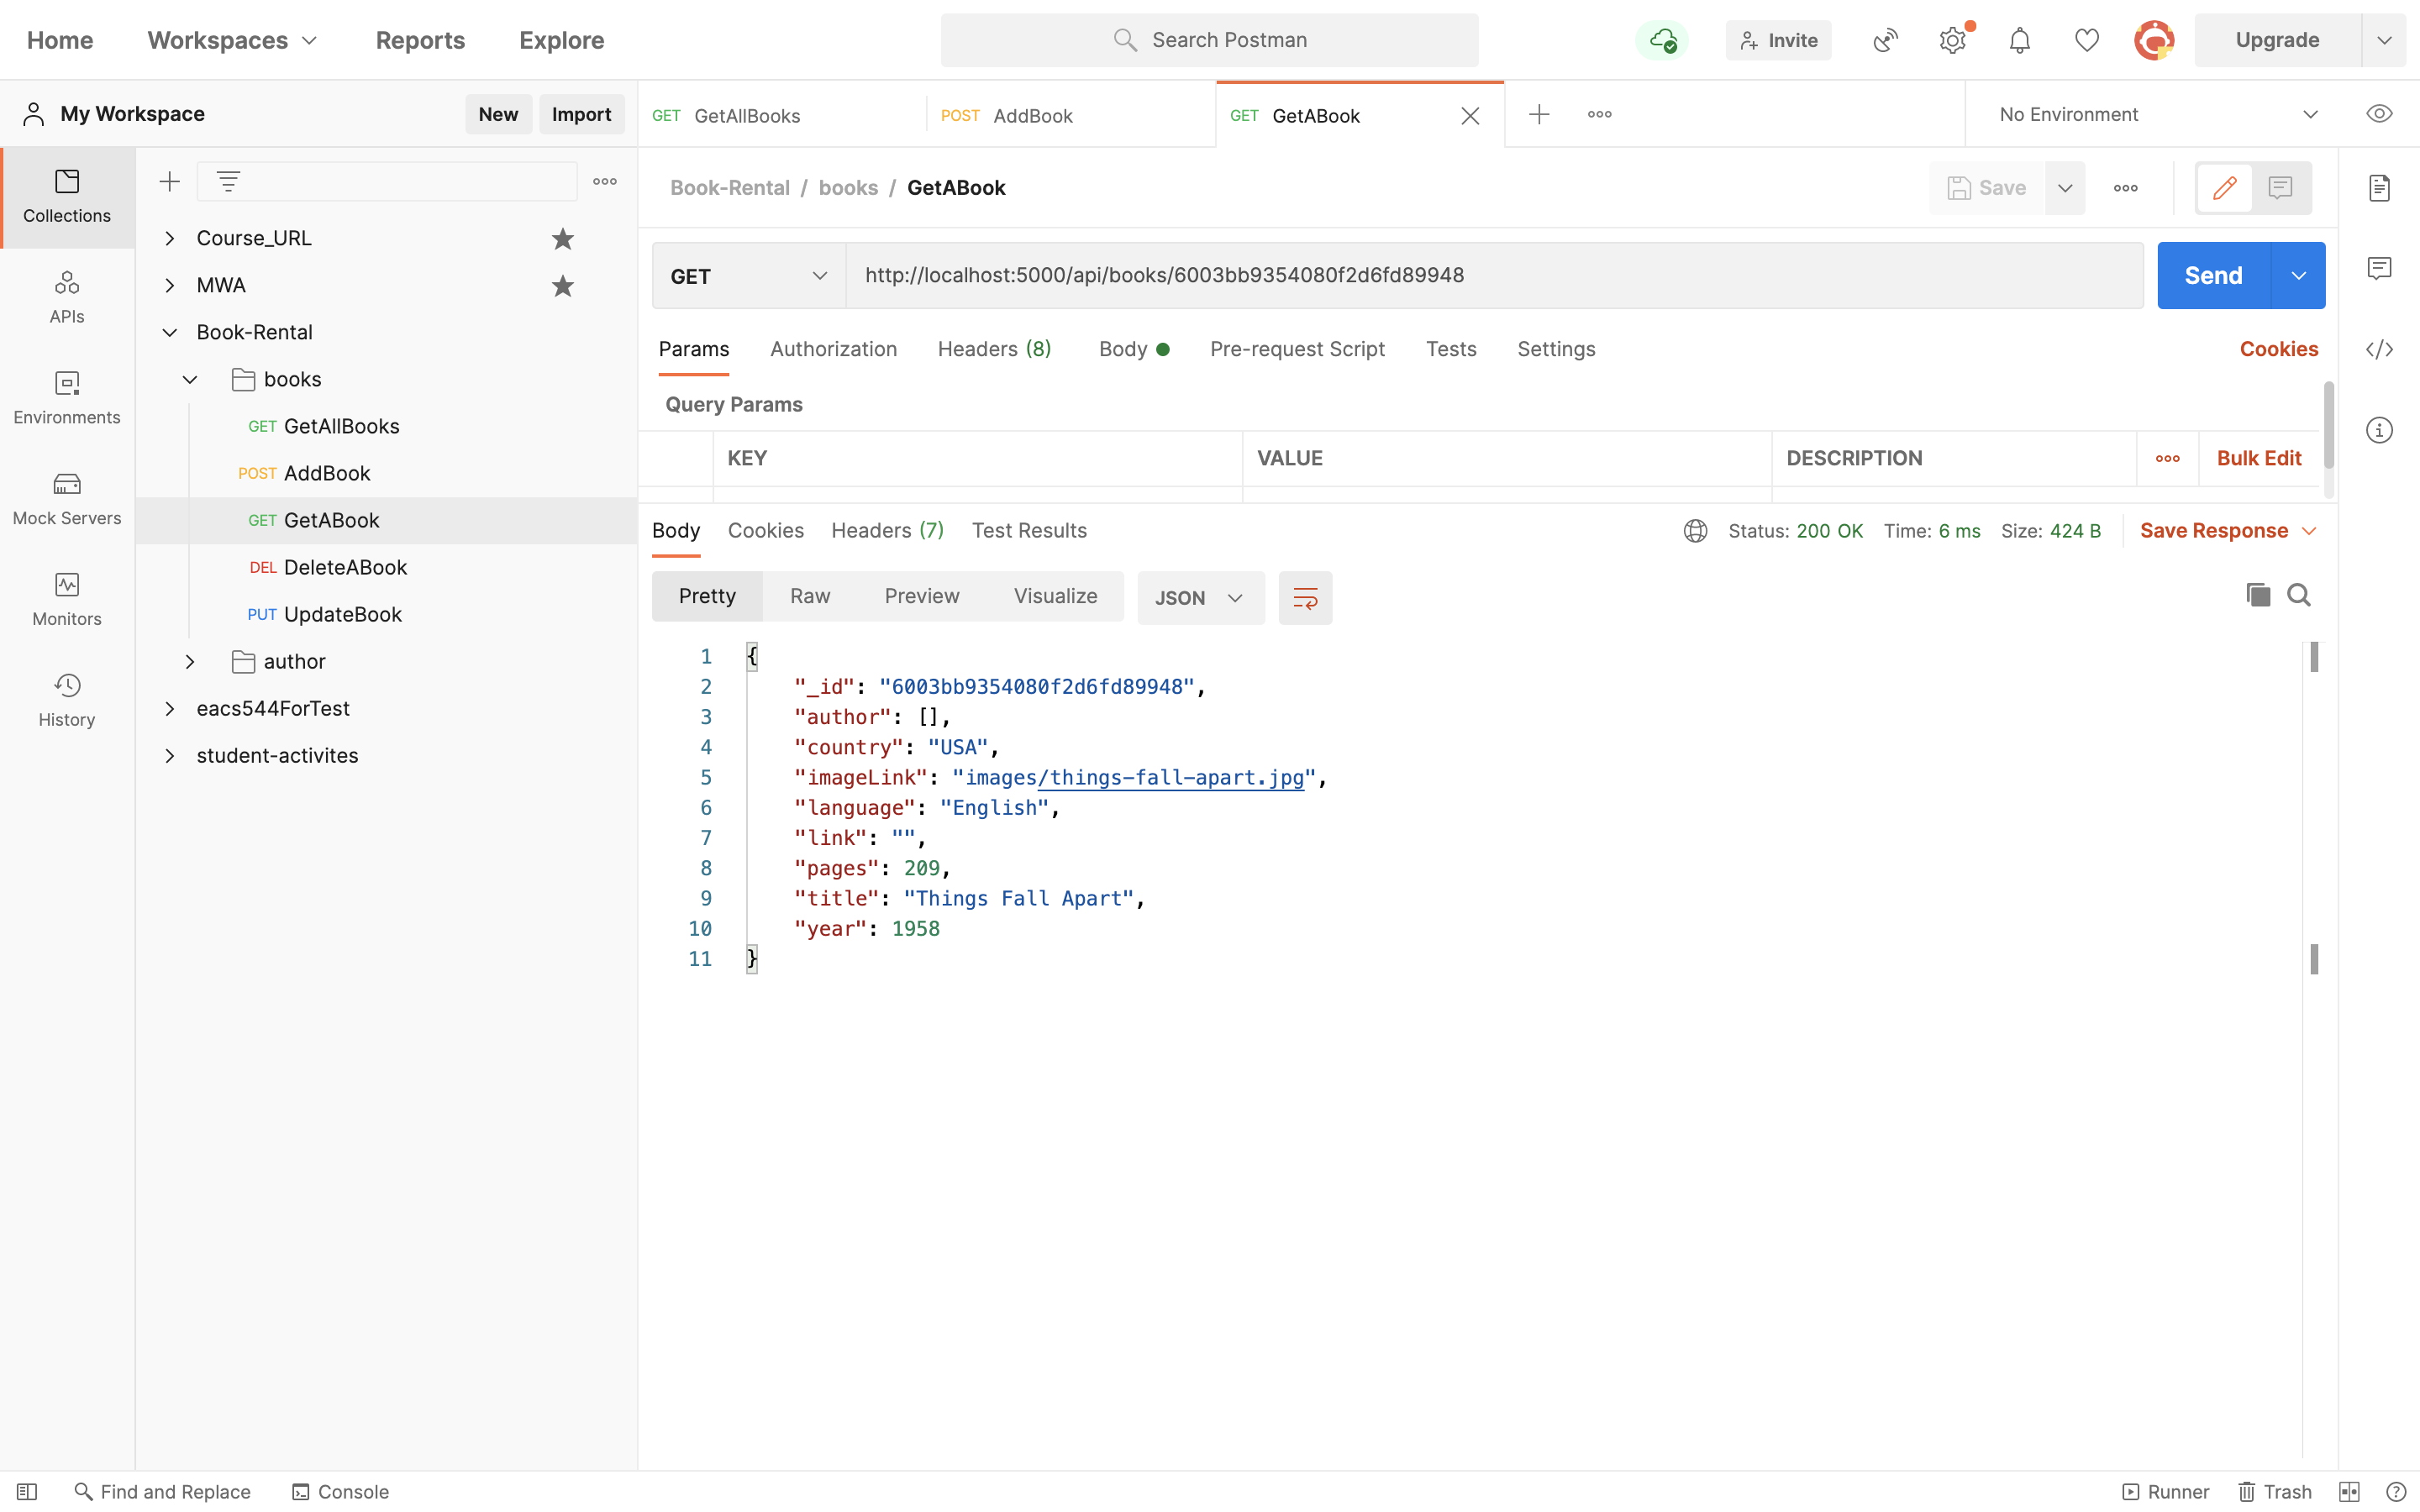 Home Workspaces Reports Explore Search Postman Invite Upgrade
My Workspace New Import
GET GetAllBooks POST AddBook GET GetABook No Environment
Collections
APIs
Environments
Mock Servers
Monitors
History
Course_URL
MWA
Book-Rental
books
GET GetAllBooks
POST AddBook
GET GetABook
DEL DeleteABook
PUT UpdateBook
author
eacs544ForTest
student-activites
Book-Rental / books / GetABook Save
GET http://localhost:5000/api/books/6003bb9354080f2d6fd89948 Send
Params Authorization Headers (8) Body Pre-request Script Tests Settings Cookies
Query Params
KEY VALUE DESCRIPTION Bulk Edit
Body Cookies Headers (7) Test Results Status: 200 OK Time: 6 ms Size: 424 B Save Response
Pretty Raw Preview Visualize JSON
1 {
2 "_id": "6003bb9354080f2d6fd89948",
3 "author": [],
4 "country": "USA",
5 "imageLink": "images/things-fall-apart.jpg",
6 "language": "English",
7 "link": "",
8 "pages": 209,
9 "title": "Things Fall Apart",
10 "year": 1958
11 }
Find and Replace Console Runner Trash